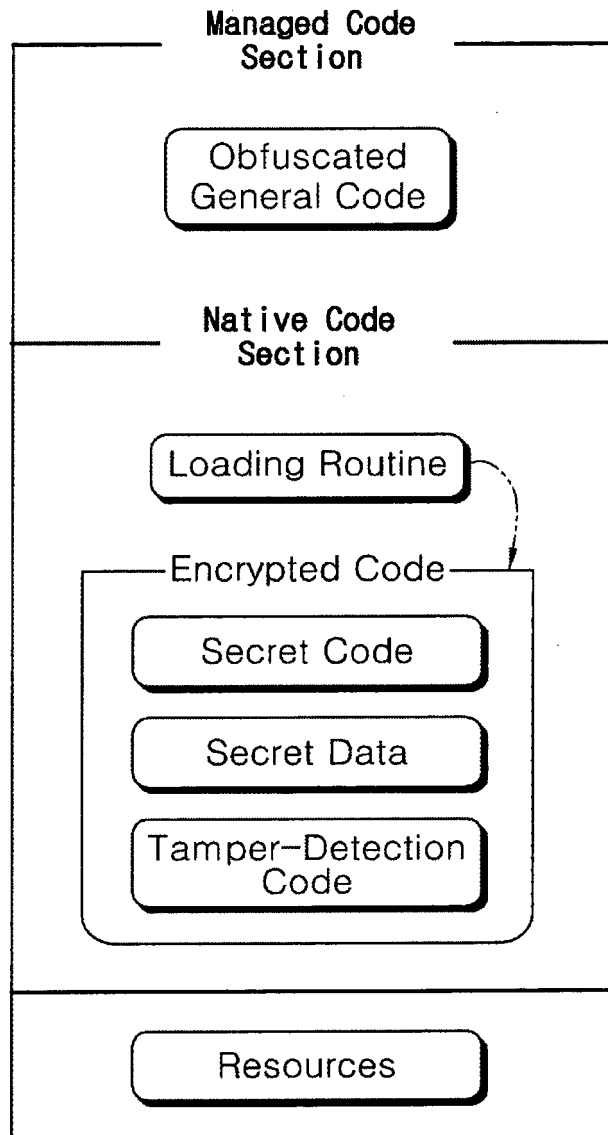 Managed Code
Section
Obfuscated
General Code
Native Code
Section
Loading Routine
Encrypted Code
Secret Code
Secret Data
Tamper-Detection
Code
Resources